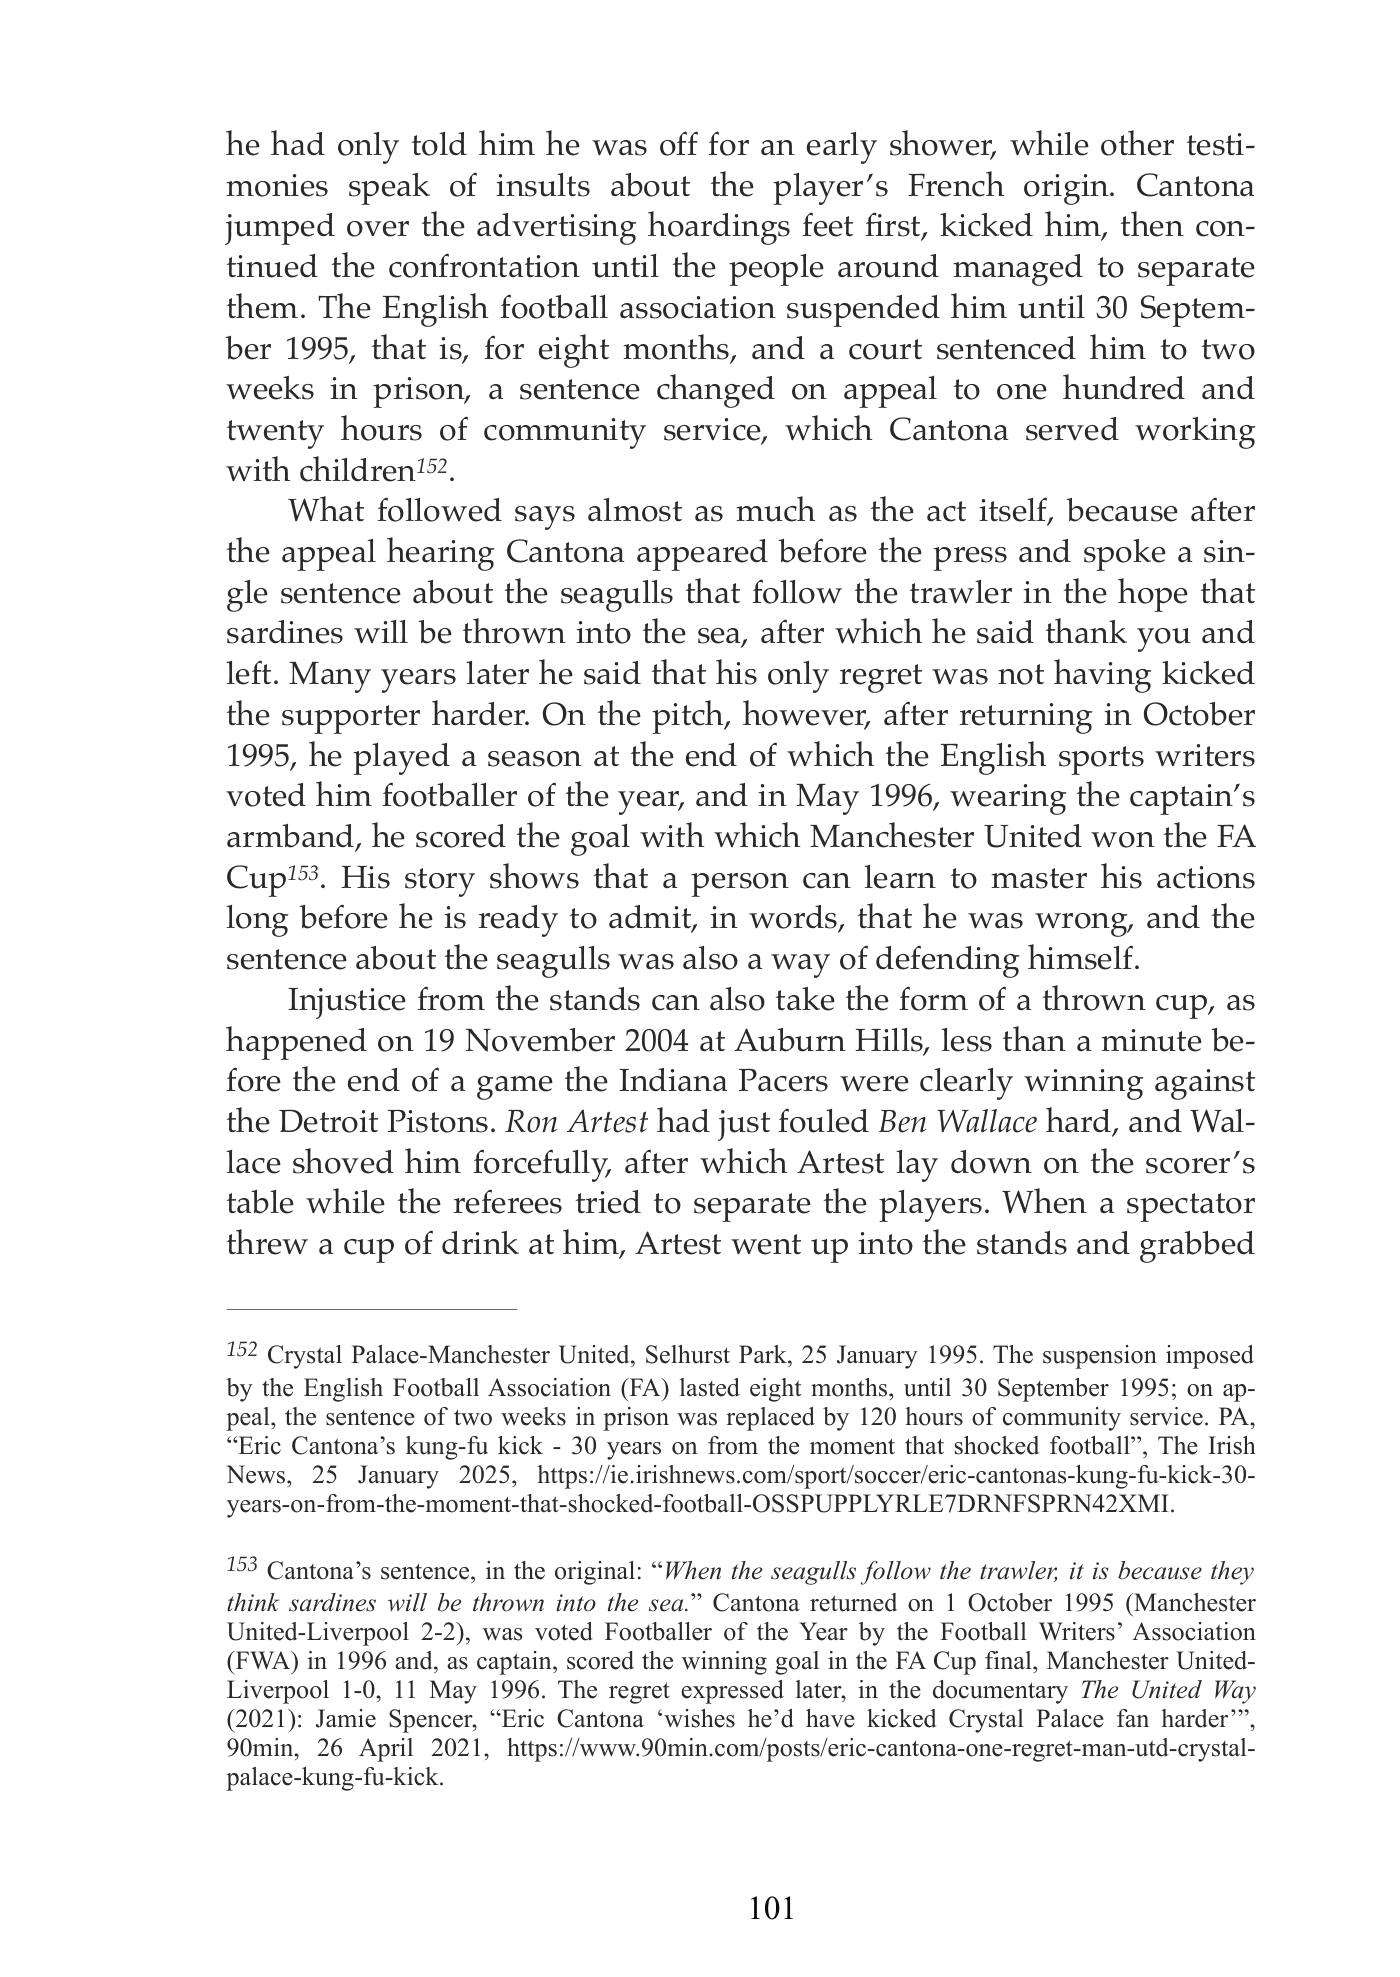 he had only told him he was off for an early shower, while other testi-
monies speak of insults about the player’s French origin. Cantona
jumped over the advertising hoardings feet first, kicked him, then con-
tinued the confrontation until the people around managed to separate
them. The English football association suspended him until 30 Septem-
ber 1995, that is, for eight months, and a court sentenced him to two
weeks in prison, a sentence changed on appeal to one hundred and
twenty hours of community service, which Cantona served working
with children152.
What followed says almost as much as the act itself, because after
the appeal hearing Cantona appeared before the press and spoke a sin-
gle sentence about the seagulls that follow the trawler in the hope that
sardines will be thrown into the sea, after which he said thank you and
left. Many years later he said that his only regret was not having kicked
the supporter harder. On the pitch, however, after returning in October
1995, he played a season at the end of which the English sports writers
voted him footballer of the year, and in May 1996, wearing the captain’s
armband, he scored the goal with which Manchester United won the FA
Cup153. His story shows that a person can learn to master his actions
long before he is ready to admit, in words, that he was wrong, and the
sentence about the seagulls was also a way of defending himself.
Injustice from the stands can also take the form of a thrown cup, as
happened on 19 November 2004 at Auburn Hills, less than a minute be-
fore the end of a game the Indiana Pacers were clearly winning against
the Detroit Pistons. Ron Artest had just fouled Ben Wallace hard, and Wal-
lace shoved him forcefully, after which Artest lay down on the scorer’s
table while the referees tried to separate the players. When a spectator
threw a cup of drink at him, Artest went up into the stands and grabbed
152 Crystal Palace-Manchester United, Selhurst Park, 25 January 1995. The suspension imposed
by the English Football Association (FA) lasted eight months, until 30 September 1995; on ap-
peal, the sentence of two weeks in prison was replaced by 120 hours of community service. PA,
“Eric Cantona’s kung-fu kick - 30 years on from the moment that shocked football”, The Irish
News, 25 January 2025, https://ie.irishnews.com/sport/soccer/eric-cantonas-kung-fu-kick-30-
years-on-from-the-moment-that-shocked-football-OSSPUPPLYRLE7DRNFSPRN42XMI.
153 Cantona’s sentence, in the original: “When the seagulls follow the trawler, it is because they
think sardines will be thrown into the sea.” Cantona returned on 1 October 1995 (Manchester
United-Liverpool 2-2), was voted Footballer of the Year by the Football Writers’ Association
(FWA) in 1996 and, as captain, scored the winning goal in the FA Cup final, Manchester United-
Liverpool 1-0, 11 May 1996. The regret expressed later, in the documentary The United Way
(2021): Jamie Spencer, “Eric Cantona ‘wishes he’d have kicked Crystal Palace fan harder’”,
90min, 26 April 2021, https://www.90min.com/posts/eric-cantona-one-regret-man-utd-crystal-
palace-kung-fu-kick.
101